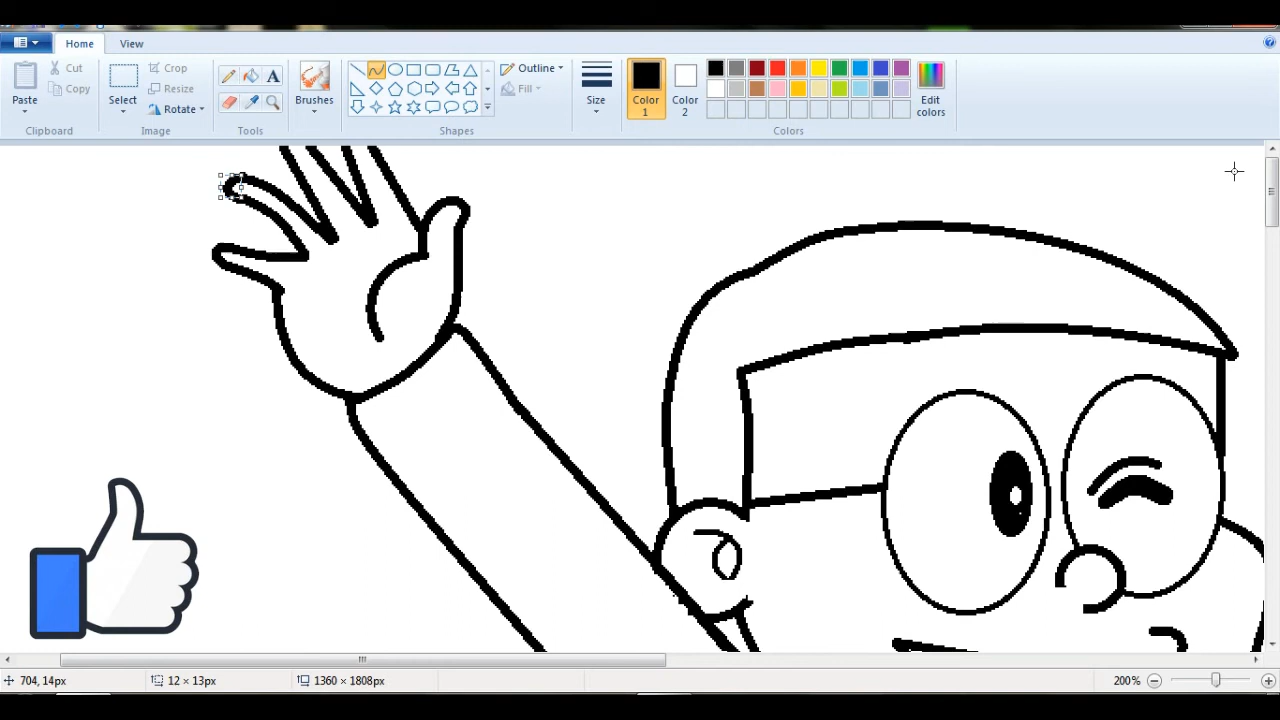 Home View
Paste
Cut
Copy
Clipboard
Select
Crop
Resize
Rotate
Image
A
Tools
Brushes
Outline
Fill
Shapes
Size
Color
1
Color
2
Edit
colors
Colors
704, 14px
12 × 13px
1360 × 1808px
200%